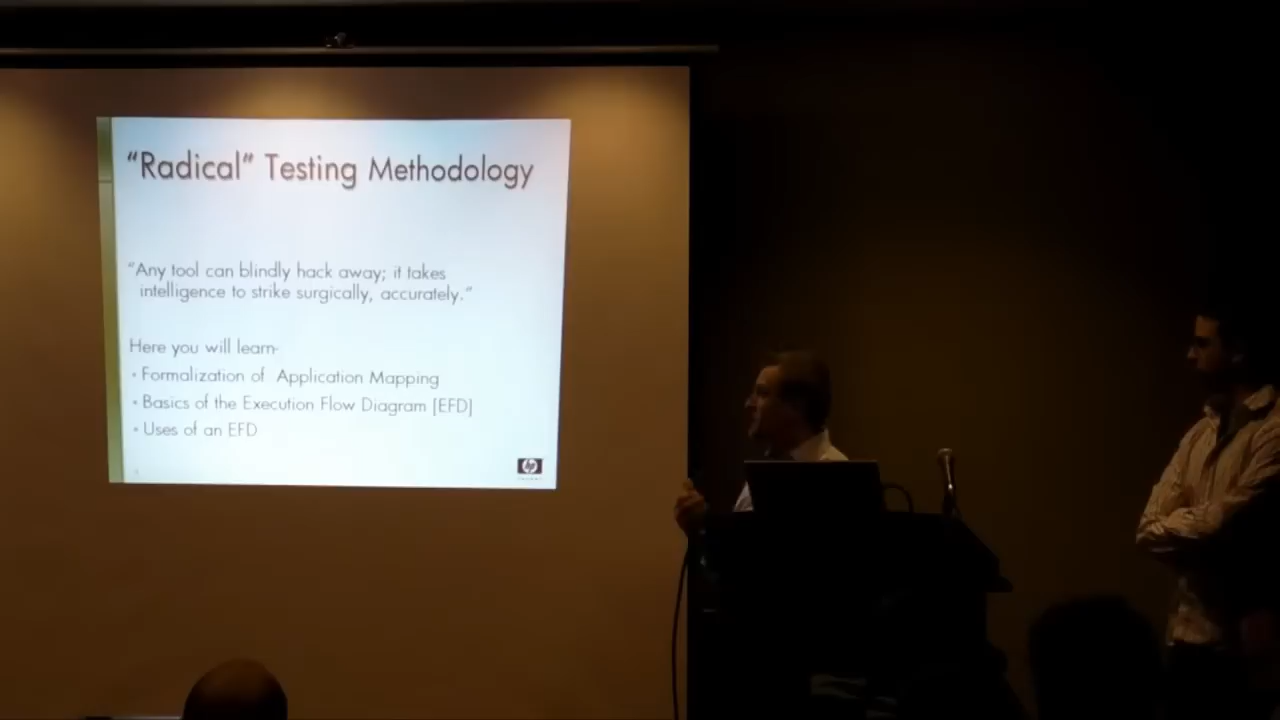 “Radical” Testing Methodology
“Any tool can blindly hack away; it takes
intelligence to strike surgically, accurately.”
Here you will learn-
• Formalization of Application Mapping
• Basics of the Execution Flow Diagram [EFD]
• Uses of an EFD
hp